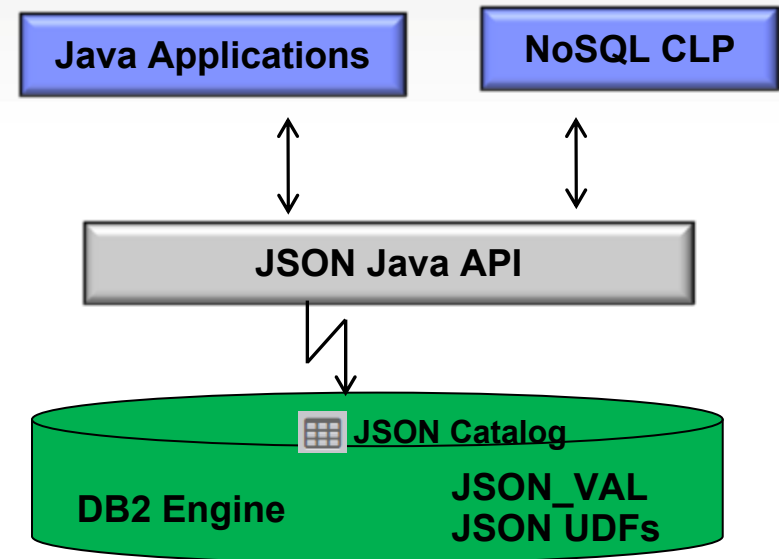 Java Applications
NoSQL CLP
JSON Java API
JSON Catalog
DB2 Engine
JSON_VAL
JSON UDFs